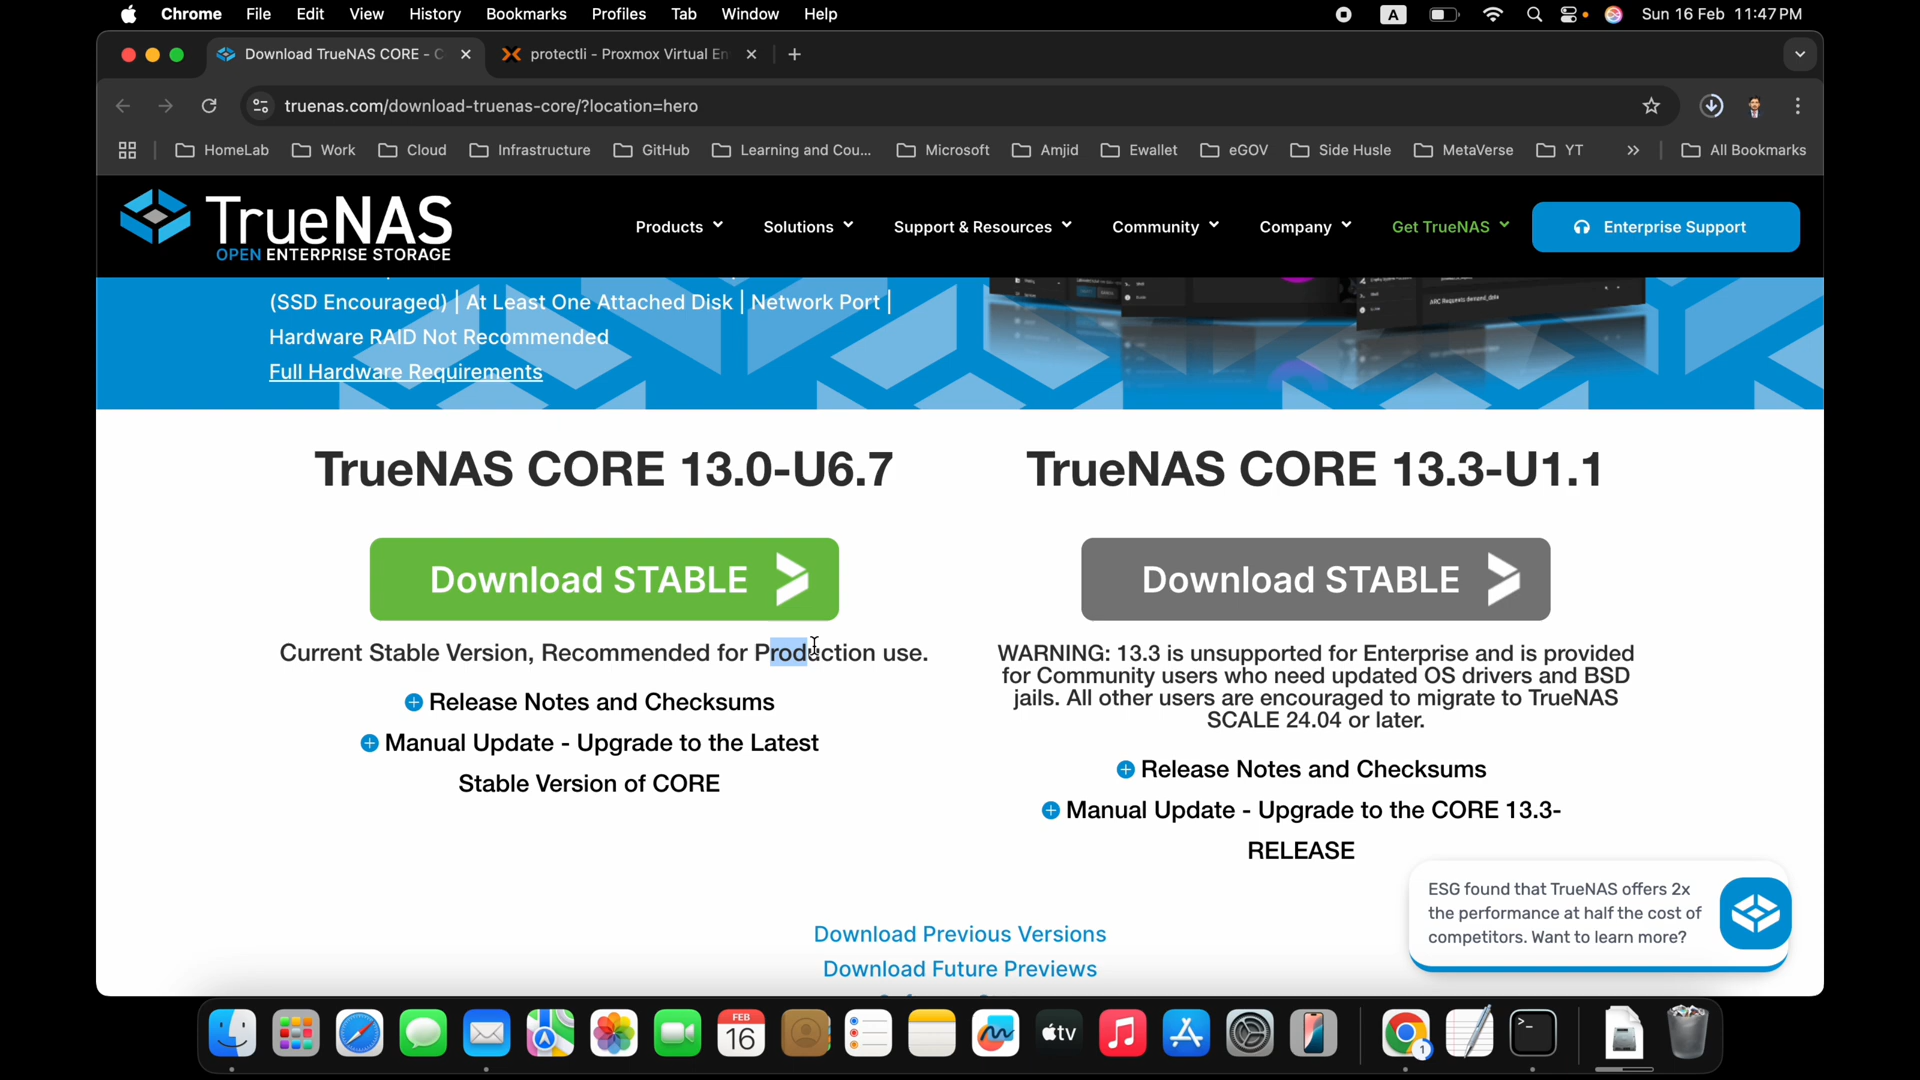 Chrome File Edit View History Bookmarks Profiles Tab Window Help A Sun 16 Feb 11:47 PM
Download TrueNAS CORE - protectli - Proxmox Virtual En
truenas.com/download-truenas-core/?location=hero
HomeLab Work Cloud Infrastructure GitHub Learning and Cou... Microsoft Amjid Ewallet eGOV Side Husle MetaVerse YT » All Bookmarks
TrueNAS
OPEN ENTERPRISE STORAGE
Products Solutions Support & Resources Community Company Get TrueNAS Enterprise Support
(SSD Encouraged) | At Least One Attached Disk | Network Port |
Hardware RAID Not Recommended
Full Hardware Requirements
TrueNAS CORE 13.0-U6.7
Download STABLE
Current Stable Version, Recommended for Production use.
Release Notes and Checksums
Manual Update - Upgrade to the Latest
Stable Version of CORE
TrueNAS CORE 13.3-U1.1
Download STABLE
WARNING: 13.3 is unsupported for Enterprise and is provided
for Community users who need updated OS drivers and BSD
jails. All other users are encouraged to migrate to TrueNAS
SCALE 24.04 or later.
Release Notes and Checksums
Manual Update - Upgrade to the CORE 13.3-
RELEASE
Download Previous Versions
Download Future Previews
ESG found that TrueNAS offers 2x
the performance at half the cost of
competitors. Want to learn more?
FEB
16
tv
1